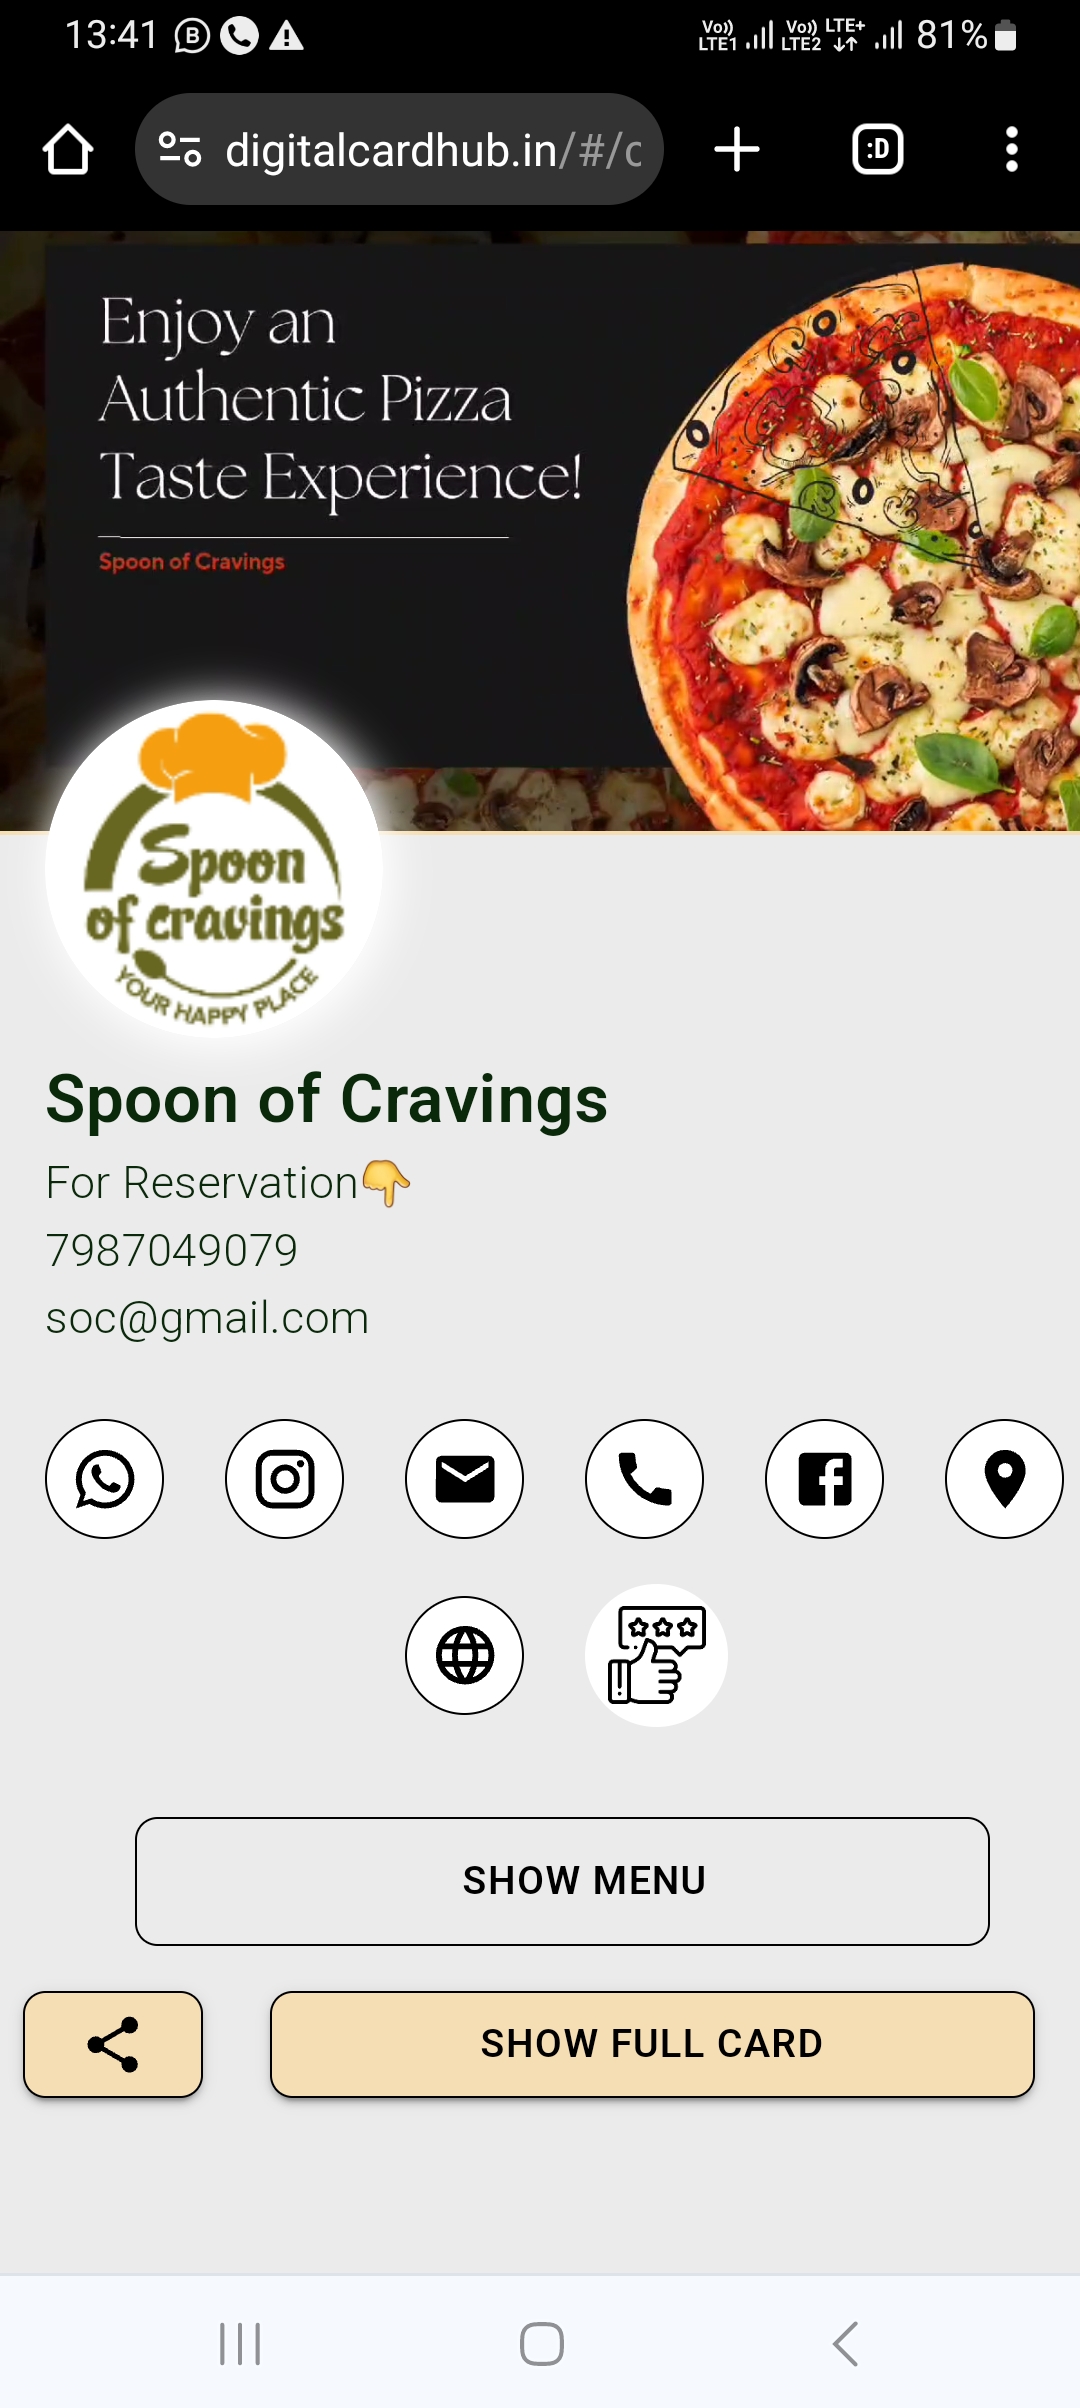 13:41
Vo)) LTE1 Vo)) LTE2 LTE+ 81%
digitalcardhub.in/#/c
:D
Enjoy an
Authentic Pizza
Taste Experience!
Spoon of Cravings
Spoon
of cravings
YOUR HAPPY PLACE
Spoon of Cravings
For Reservation👇
7987049079
soc@gmail.com
SHOW MENU
SHOW FULL CARD